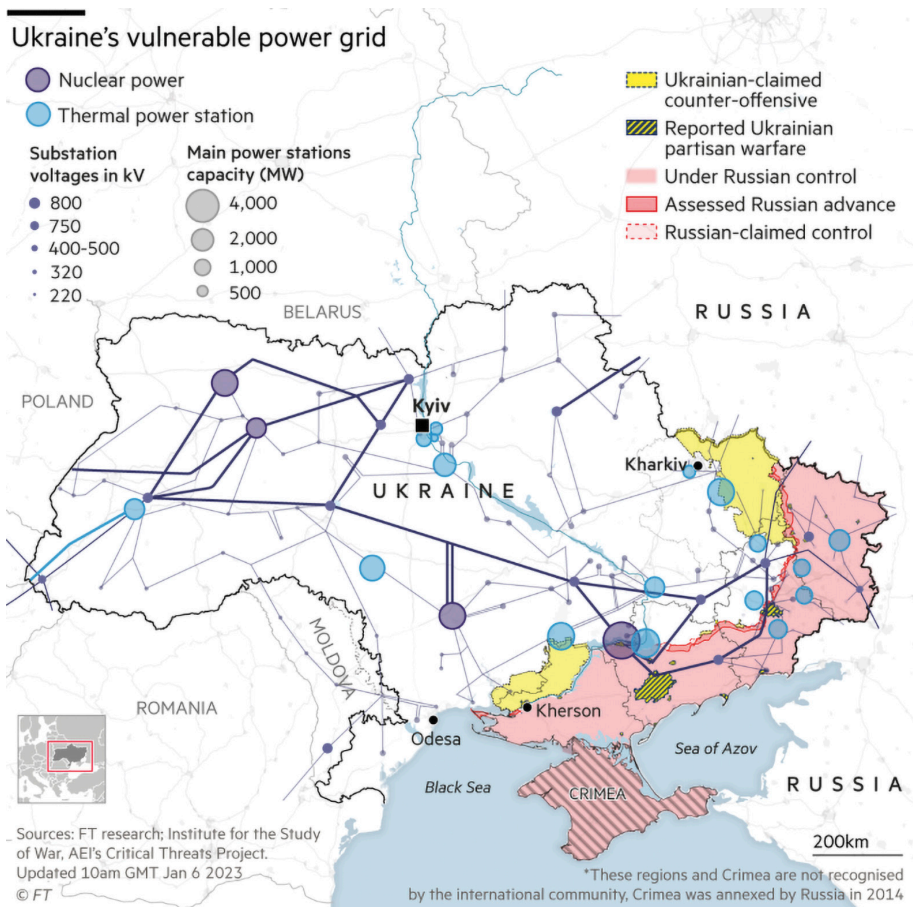 Ukraine's vulnerable power grid
Nuclear power
Thermal power station
Substation
voltages in kV
800
750
400-500
320
220
Main power stations
capacity (MW)
4,000
2,000
1,000
500
Ukrainian-claimed
counter-offensive
Reported Ukrainian
partisan warfare
Under Russian control
Assessed Russian advance
Russian-claimed control
BELARUS
RUSSIA
POLAND
Kyiv
Kharkiv
UKRAINE
MOLDOVA
ROMANIA
Kherson
Odesa
Sea of Azov
Black Sea
CRIMEA
RUSSIA
200km
Sources: FT research; Institute for the Study
of War, AEI's Critical Threats Project.
Updated 10am GMT Jan 6 2023
© FT
*These regions and Crimea are not recognised
by the international community, Crimea was annexed by Russia in 2014